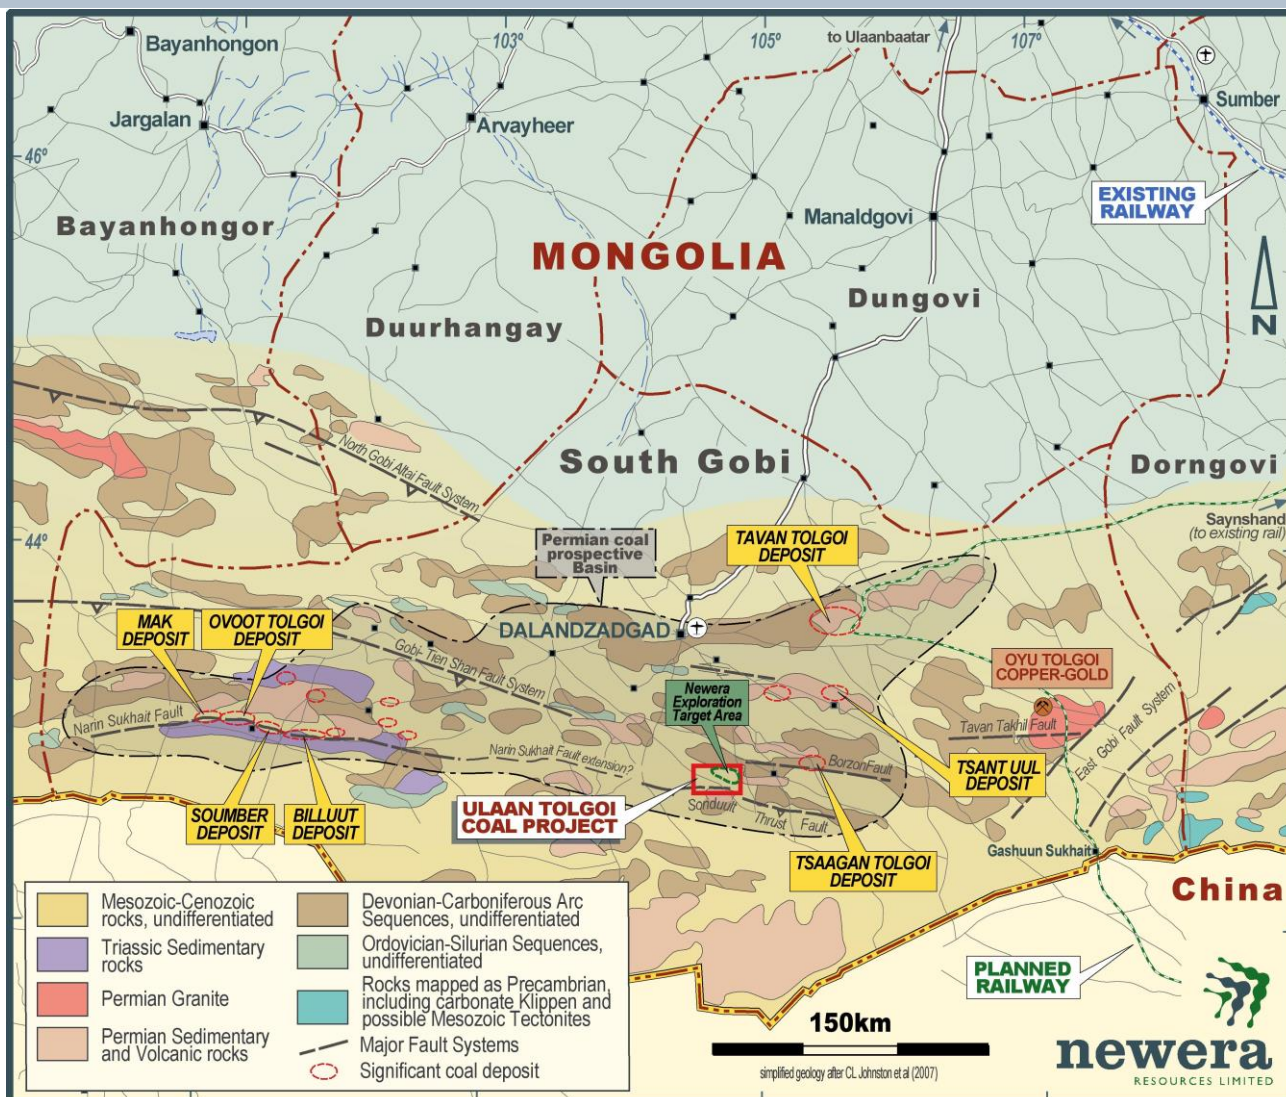 103º
105º
107º
Bayanhongon
to Ulaanbaatar
Jargalan
Arvayheer
Sumber
46º
EXISTING
RAILWAY
Bayanhongor
Manaldgovi
MONGOLIA
Dungovi
N
Duurhangay
North Gobi Altai Fault System
South Gobi
Dorngovi
44º
Permian coal
prospective
Basin
TAVAN TOLGOI
DEPOSIT
Saynshand
(to existing rail)
MAK
DEPOSIT
OVOOT TOLGOI
DEPOSIT
DALANDZADGAD
Gobi- Tien Shan Fault System
OYU TOLGOI
COPPER-GOLD
Newera
Exploration
Target Area
Narin Sukhait Fault
Tavan Takhil Fault
East Gobi Fault System
Narin Sukhait Fault extension?
BorzonFault
TSANT UUL
DEPOSIT
SOUMBER
DEPOSIT
BILLUUT
DEPOSIT
ULAAN TOLGOI
COAL PROJECT
Sonduult
Thrust Fault
TSAAGAN TOLGOI
DEPOSIT
Gashuun Sukhait
China
Mesozoic-Cenozoic
rocks, undifferentiated
Triassic Sedimentary
rocks
Permian Granite
Permian Sedimentary
and Volcanic rocks
Devonian-Carboniferous Arc
Sequences, undifferentiated
Ordovician-Silurian Sequences,
undifferentiated
Rocks mapped as Precambrian,
including carbonate Klippen and
possible Mesozoic Tectonites
Major Fault Systems
Significant coal deposit
PLANNED
RAILWAY
150km
simplified geology after CL Johnston et al (2007)
newera
RESOURCES LIMITED